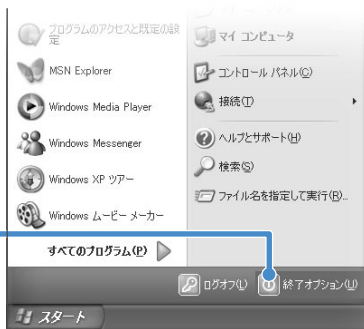 プログラムのアクセスと既定の設
定
MSN Explorer
Windows Media Player
Windows Messenger
Windows XP ツアー
Windows ムービー メーカー
すべてのプログラム(P)
マイ コンピュータ
コントロール パネル(C)
接続(T)
ヘルプとサポート(H)
検索(S)
ファイル名を指定して実行(R)...
ログオフ(L)
終了オプション(U)
スタート